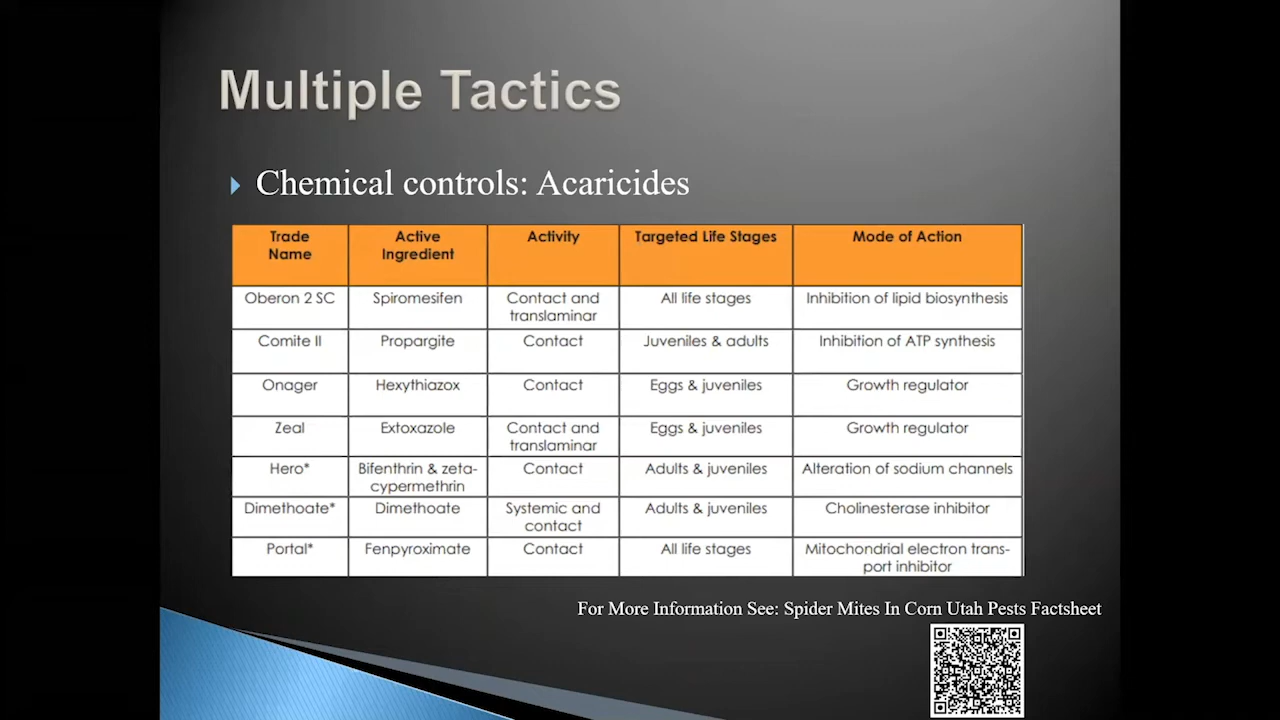 Multiple Tactics
Chemical controls: Acaricides
Trade Name | Active Ingredient | Activity | Targeted Life Stages | Mode of Action
Oberon 2 SC | Spiromesifen | Contact and translaminar | All life stages | Inhibition of lipid biosynthesis
Comite II | Propargite | Contact | Juveniles & adults | Inhibition of ATP synthesis
Onager | Hexythiazox | Contact | Eggs & juveniles | Growth regulator
Zeal | Extoxazole | Contact and translaminar | Eggs & juveniles | Growth regulator
Hero* | Bifenthrin & zeta-cypermethrin | Contact | Adults & juveniles | Alteration of sodium channels
Dimethoate* | Dimethoate | Systemic and contact | Adults & juveniles | Cholinesterase inhibitor
Portal* | Fenpyroximate | Contact | All life stages | Mitochondrial electron trans-port inhibitor
For More Information See: Spider Mites In Corn Utah Pests Factsheet